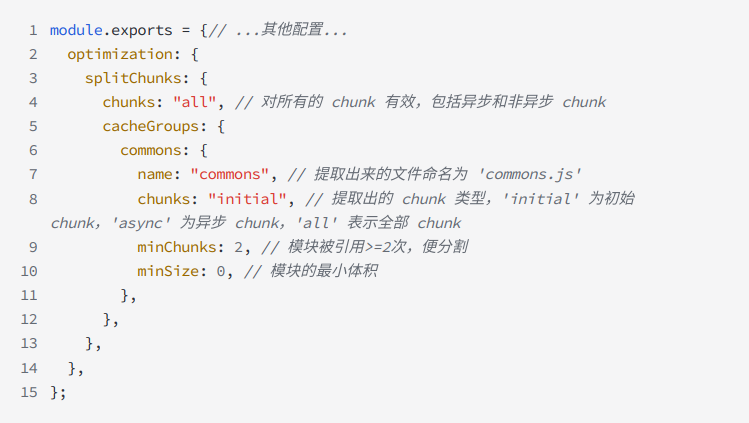 1 module.exports = {// ...其他配置...
2 optimization: {
3 splitChunks: {
4 chunks: "all", // 对所有的 chunk 有效，包括异步和非异步 chunk
5 cacheGroups: {
6 commons: {
7 name: "commons", // 提取出来的文件命名为 'commons.js'
8 chunks: "initial", // 提取出的 chunk 类型，'initial' 为初始
chunk，'async' 为异步 chunk，'all' 表示全部 chunk
9 minChunks: 2, // 模块被引用>=2次，便分割
10 minSize: 0, // 模块的最小体积
11 },
12 },
13 },
14 },
15 };